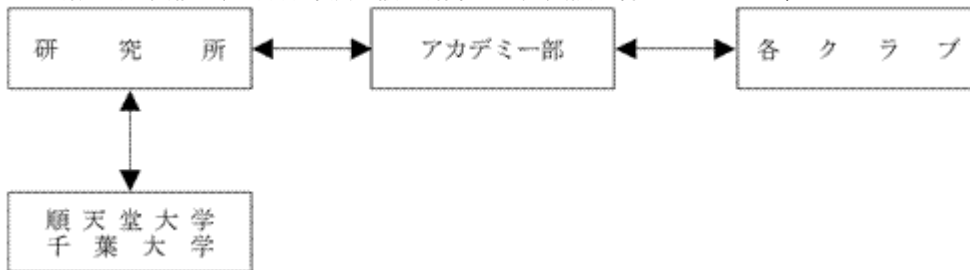 研究所
アカデミー部
各クラブ
順天堂大学
千葉大学